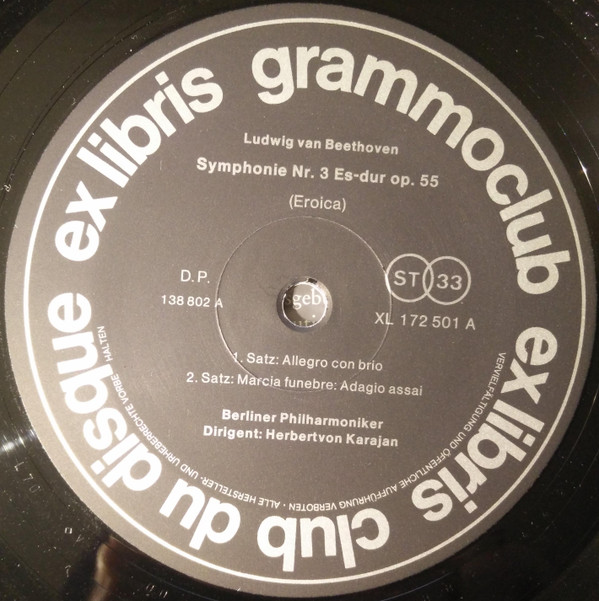 ex libris grammoclub
ex libris club du disque
Ludwig van Beethoven
Symphonie Nr. 3 Es-dur op. 55
(Eroica)
D.P.
138 802 A
ST 33
XL 172 501 A
1. Satz: Allegro con brio
2. Satz: Marcia funebre: Adagio assai
Berliner Philharmoniker
Dirigent: Herbertvon Karajan
VERVIELFÄLTIGUNG UND ÖFFENTLICHE AUFFÜHRUNG VERBOTEN · ALLE HERSTELLER- UND URHEBERRECHTE VORBEHALTEN